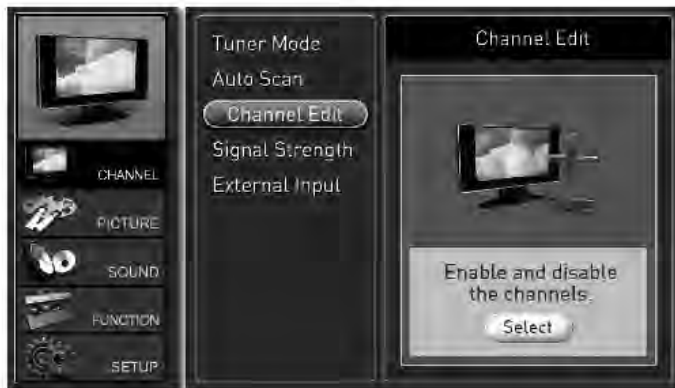 CHANNEL
PICTURE
SOUND
FUNCTION
SETUP
Tuner Mode
Auto Scan
Channel Edit
Signal Strength
External Input
Channel Edit
Enable and disable
the channels.
Select